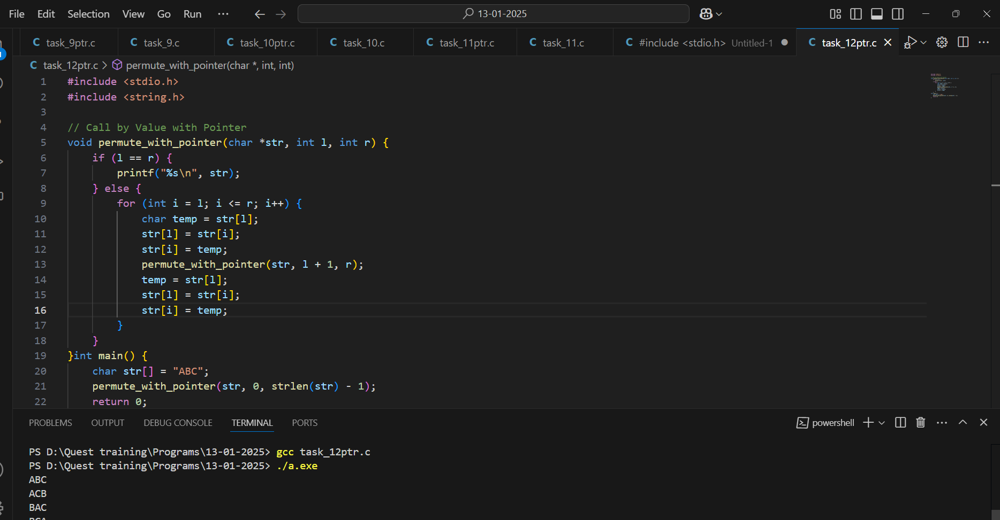 File Edit Selection View Go Run ··· 13-01-2025
task_9ptr.c task_9.c task_10ptr.c task_10.c task_11ptr.c task_11.c #include <stdio.h> Untitled-1 task_12ptr.c
task_12ptr.c > permute_with_pointer(char *, int, int)
1 #include <stdio.h>
2 #include <string.h>
3
4 // Call by Value with Pointer
5 void permute_with_pointer(char *str, int l, int r) {
6     if (l == r) {
7         printf("%s\n", str);
8     } else {
9         for (int i = l; i <= r; i++) {
10             char temp = str[l];
11             str[l] = str[i];
12             str[i] = temp;
13             permute_with_pointer(str, l + 1, r);
14             temp = str[l];
15             str[l] = str[i];
16             str[i] = temp;
17         }
18     }
19 }int main() {
20     char str[] = "ABC";
21     permute_with_pointer(str, 0, strlen(str) - 1);
22     return 0;
PROBLEMS OUTPUT DEBUG CONSOLE TERMINAL PORTS powershell
PS D:\Quest training\Programs\13-01-2025> gcc task_12ptr.c
PS D:\Quest training\Programs\13-01-2025> ./a.exe
ABC
ACB
BAC
BCA